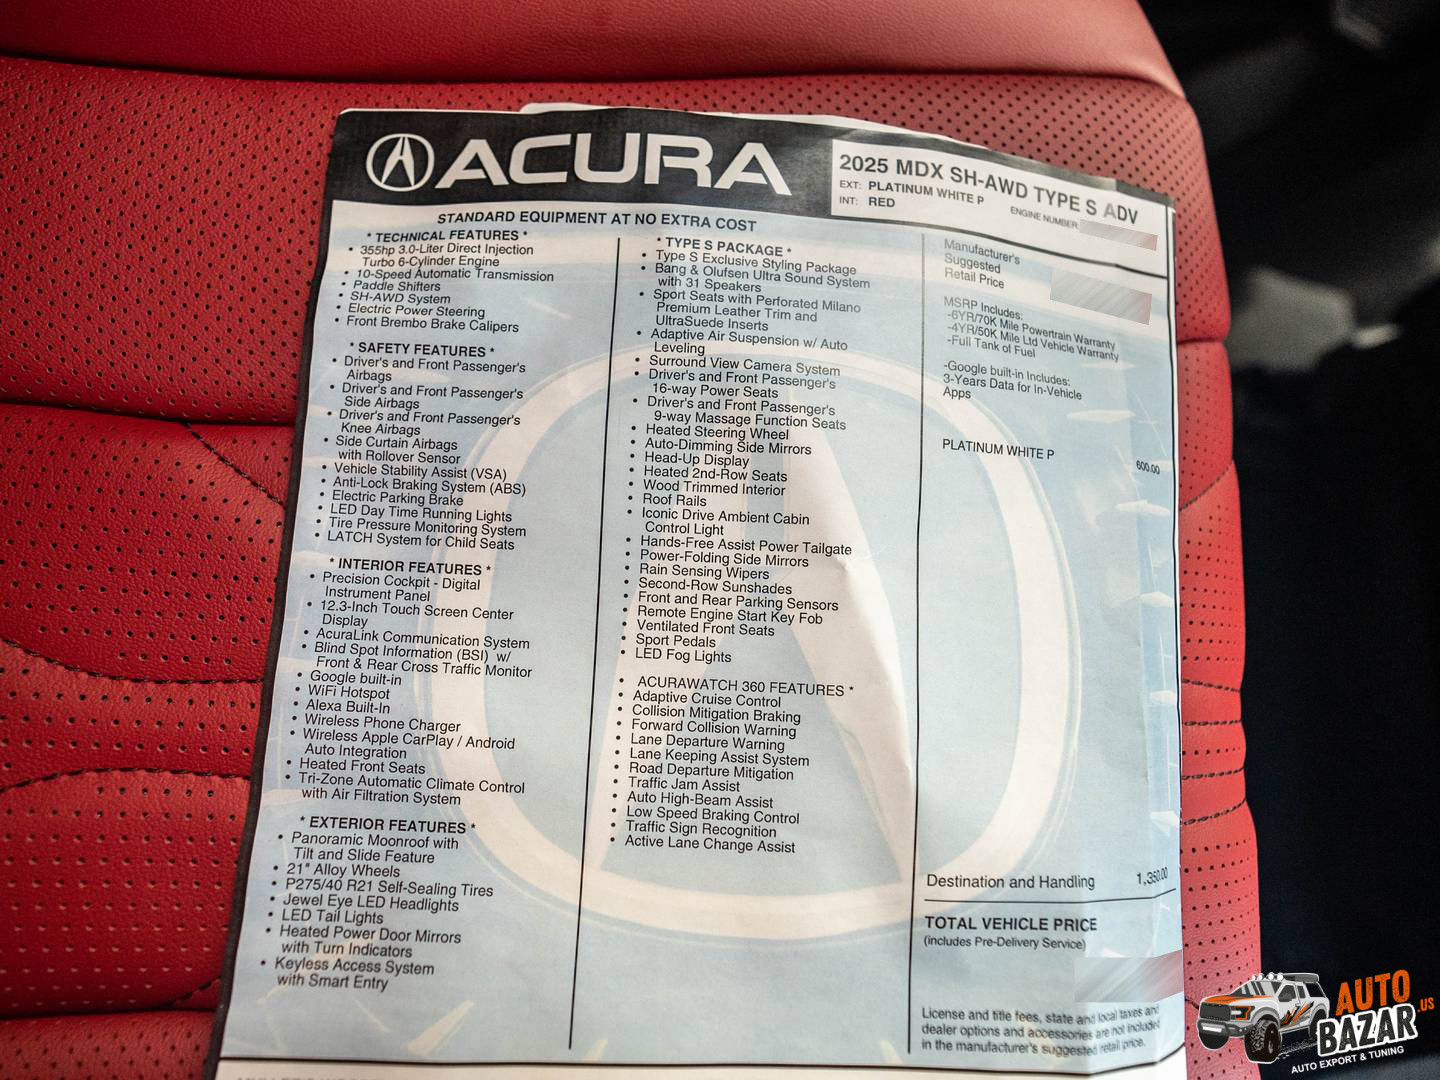 ACURA
2025 MDX SH-AWD TYPE S ADV
EXT: PLATINUM WHITE P
INT: RED
ENGINE NUMBER
STANDARD EQUIPMENT AT NO EXTRA COST
* TECHNICAL FEATURES *
• 355hp 3.0-Liter Direct Injection
Turbo 6-Cylinder Engine
• 10-Speed Automatic Transmission
• Paddle Shifters
• SH-AWD System
• Electric Power Steering
• Front Brembo Brake Calipers
* SAFETY FEATURES *
• Driver's and Front Passenger's
Airbags
• Driver's and Front Passenger's
Side Airbags
• Driver's and Front Passenger's
Knee Airbags
• Side Curtain Airbags
with Rollover Sensor
• Vehicle Stability Assist (VSA)
• Anti-Lock Braking System (ABS)
• Electric Parking Brake
• LED Day Time Running Lights
• Tire Pressure Monitoring System
• LATCH System for Child Seats
* INTERIOR FEATURES *
• Precision Cockpit - Digital
Instrument Panel
• 12.3-Inch Touch Screen Center
Display
• AcuraLink Communication System
• Blind Spot Information (BSI) w/
Front & Rear Cross Traffic Monitor
• Google built-in
• WiFi Hotspot
• Alexa Built-In
• Wireless Phone Charger
• Wireless Apple CarPlay / Android
Auto Integration
• Heated Front Seats
• Tri-Zone Automatic Climate Control
with Air Filtration System
* EXTERIOR FEATURES *
• Panoramic Moonroof with
Tilt and Slide Feature
• 21" Alloy Wheels
• P275/40 R21 Self-Sealing Tires
• Jewel Eye LED Headlights
• LED Tail Lights
• Heated Power Door Mirrors
with Turn Indicators
• Keyless Access System
with Smart Entry
* TYPE S PACKAGE *
• Type S Exclusive Styling Package
• Bang & Olufsen Ultra Sound System
with 31 Speakers
• Sport Seats with Perforated Milano
Premium Leather Trim and
UltraSuede Inserts
• Adaptive Air Suspension w/ Auto
Leveling
• Surround View Camera System
• Driver's and Front Passenger's
16-way Power Seats
• Driver's and Front Passenger's
9-way Massage Function Seats
• Heated Steering Wheel
• Auto-Dimming Side Mirrors
• Head-Up Display
• Heated 2nd-Row Seats
• Wood Trimmed Interior
• Roof Rails
• Iconic Drive Ambient Cabin
Control Light
• Hands-Free Assist Power Tailgate
• Power-Folding Side Mirrors
• Rain Sensing Wipers
• Second-Row Sunshades
• Front and Rear Parking Sensors
• Remote Engine Start Key Fob
• Ventilated Front Seats
• Sport Pedals
• LED Fog Lights
• ACURAWATCH 360 FEATURES *
• Adaptive Cruise Control
• Collision Mitigation Braking
• Forward Collision Warning
• Lane Departure Warning
• Lane Keeping Assist System
• Road Departure Mitigation
• Traffic Jam Assist
• Auto High-Beam Assist
• Low Speed Braking Control
• Traffic Sign Recognition
• Active Lane Change Assist
Manufacturer's
Suggested
Retail Price
MSRP Includes:
-6YR/70K Mile Powertrain Warranty
-4YR/50K Mile Ltd Vehicle Warranty
-Full Tank of Fuel
-Google built-in Includes:
3-Years Data for In-Vehicle
Apps
PLATINUM WHITE P 600.00
Destination and Handling 1,350.00
TOTAL VEHICLE PRICE
(includes Pre-Delivery Service)
License and title fees, state and local taxes and
dealer options and accessories are not included
in the manufacturer's suggested retail price.
AUTO
BAZAR.US
AUTO EXPORT & TUNING